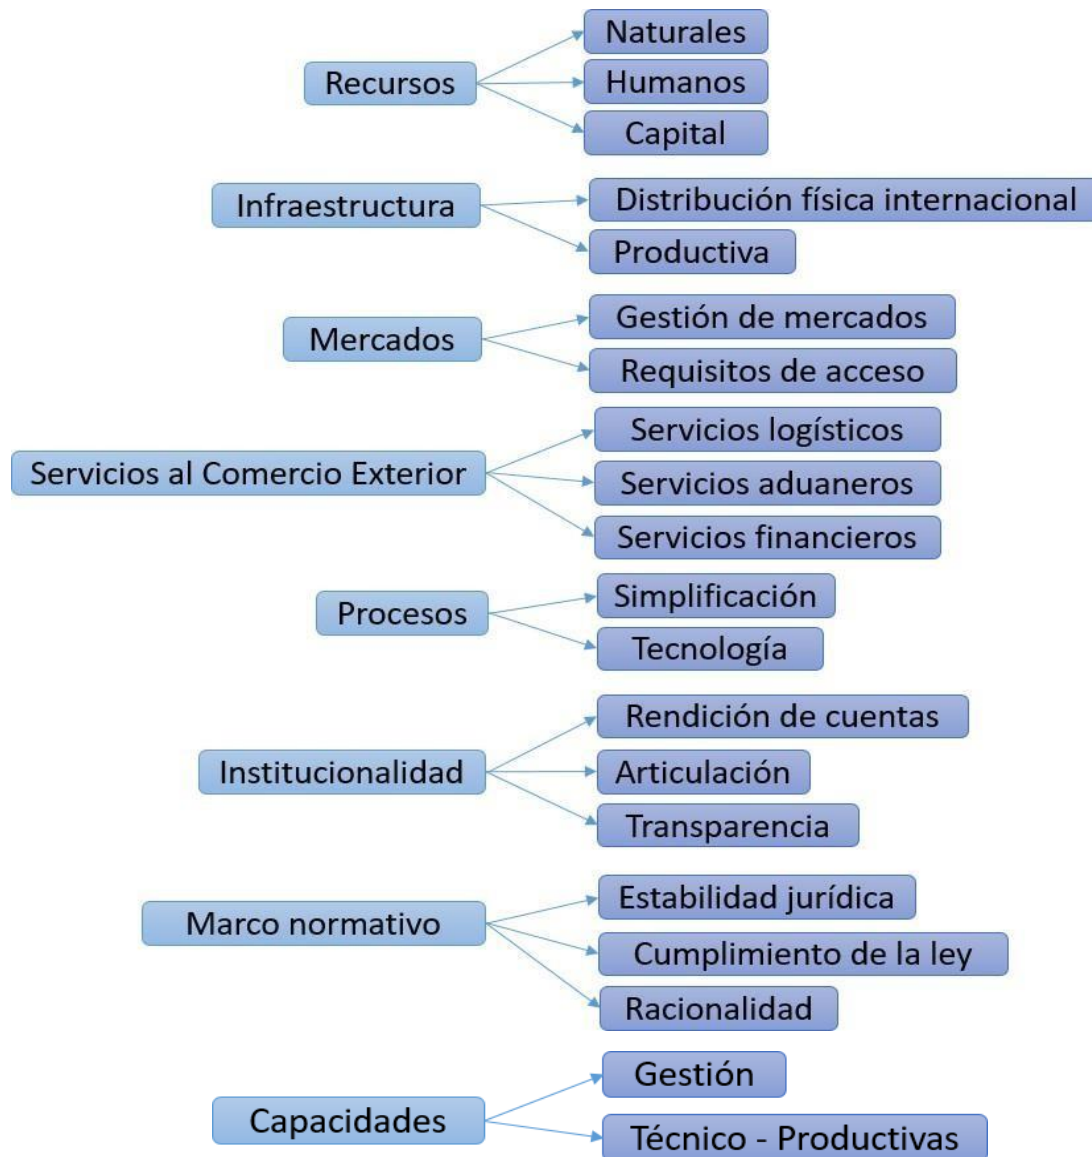 Recursos
Naturales
Humanos
Capital
Infraestructura
Distribución física internacional
Productiva
Mercados
Gestión de mercados
Requisitos de acceso
Servicios al Comercio Exterior
Servicios logísticos
Servicios aduaneros
Servicios financieros
Procesos
Simplificación
Tecnología
Institucionalidad
Rendición de cuentas
Articulación
Transparencia
Marco normativo
Estabilidad jurídica
Cumplimiento de la ley
Racionalidad
Capacidades
Gestión
Técnico - Productivas